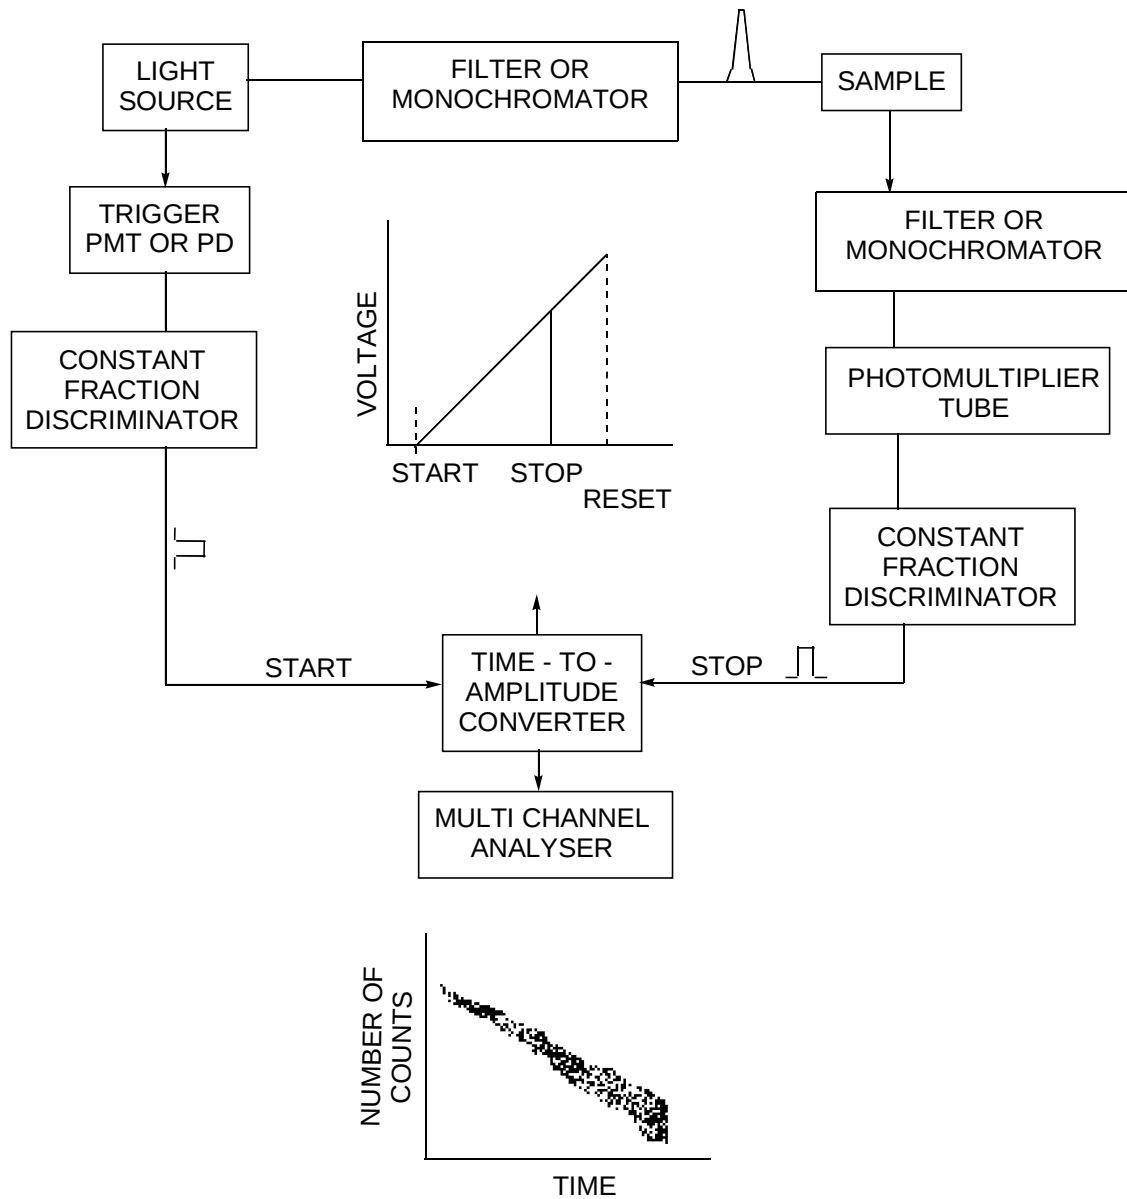 LIGHT
SOURCE
FILTER OR
MONOCHROMATOR
SAMPLE
TRIGGER
PMT OR PD
FILTER OR
MONOCHROMATOR
CONSTANT
FRACTION
DISCRIMINATOR
VOLTAGE
START
STOP
RESET
PHOTOMULTIPLIER
TUBE
CONSTANT
FRACTION
DISCRIMINATOR
START
TIME - TO -
AMPLITUDE
CONVERTER
STOP
MULTI CHANNEL
ANALYSER
NUMBER OF
COUNTS
TIME